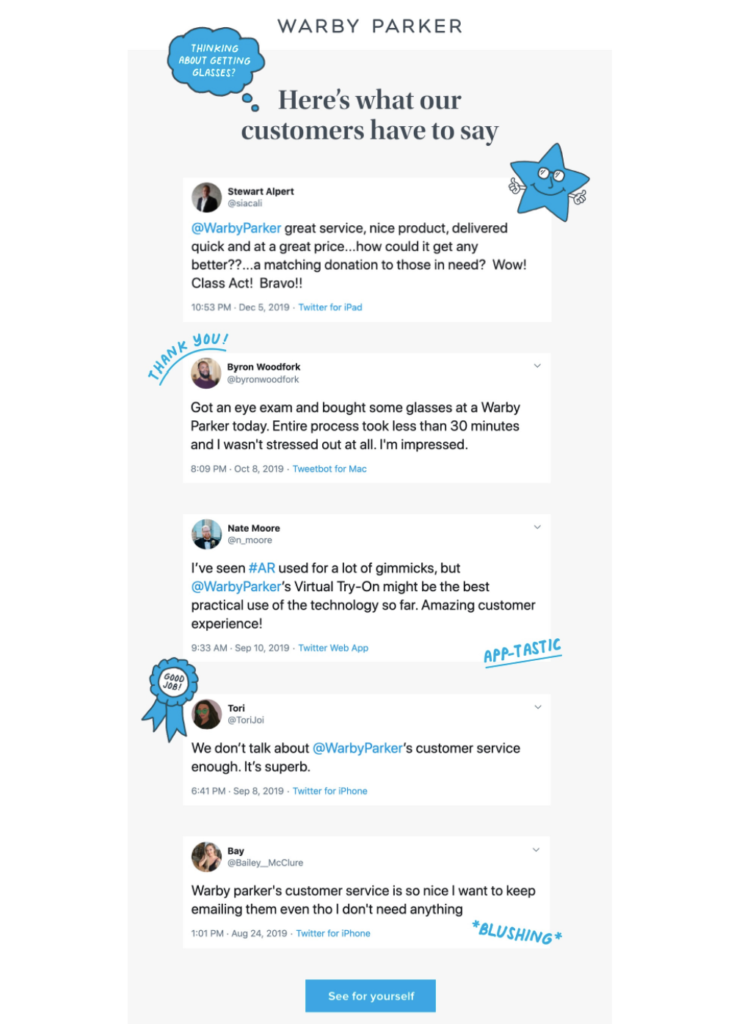 WARBY PARKER
THINKING
ABOUT GETTING
GLASSES?
Here's what our
customers have to say
Stewart Alpert
@siacali
@WarbyParker great service, nice product, delivered
quick and at a great price...how could it get any
better??...a matching donation to those in need?  Wow!
Class Act!  Bravo!!
10:53 PM · Dec 5, 2019 · Twitter for iPad
THANK YOU!
Byron Woodfork
@byronwoodfork
Got an eye exam and bought some glasses at a Warby
Parker today. Entire process took less than 30 minutes
and I wasn't stressed out at all. I'm impressed.
8:09 PM · Oct 8, 2019 · Tweetbot for Mac
Nate Moore
@n_moore
I've seen #AR used for a lot of gimmicks, but
@WarbyParker's Virtual Try-On might be the best
practical use of the technology so far. Amazing customer
experience!
9:33 AM · Sep 10, 2019 · Twitter Web App
APP-TASTIC
GOOD
JOB!
Tori
@ToriJoi
We don't talk about @WarbyParker's customer service
enough. It's superb.
6:41 PM · Sep 8, 2019 · Twitter for iPhone
Bay
@Bailey__McClure
Warby parker's customer service is so nice I want to keep
emailing them even tho I don't need anything
1:01 PM · Aug 24, 2019 · Twitter for iPhone
*BLUSHING*
See for yourself